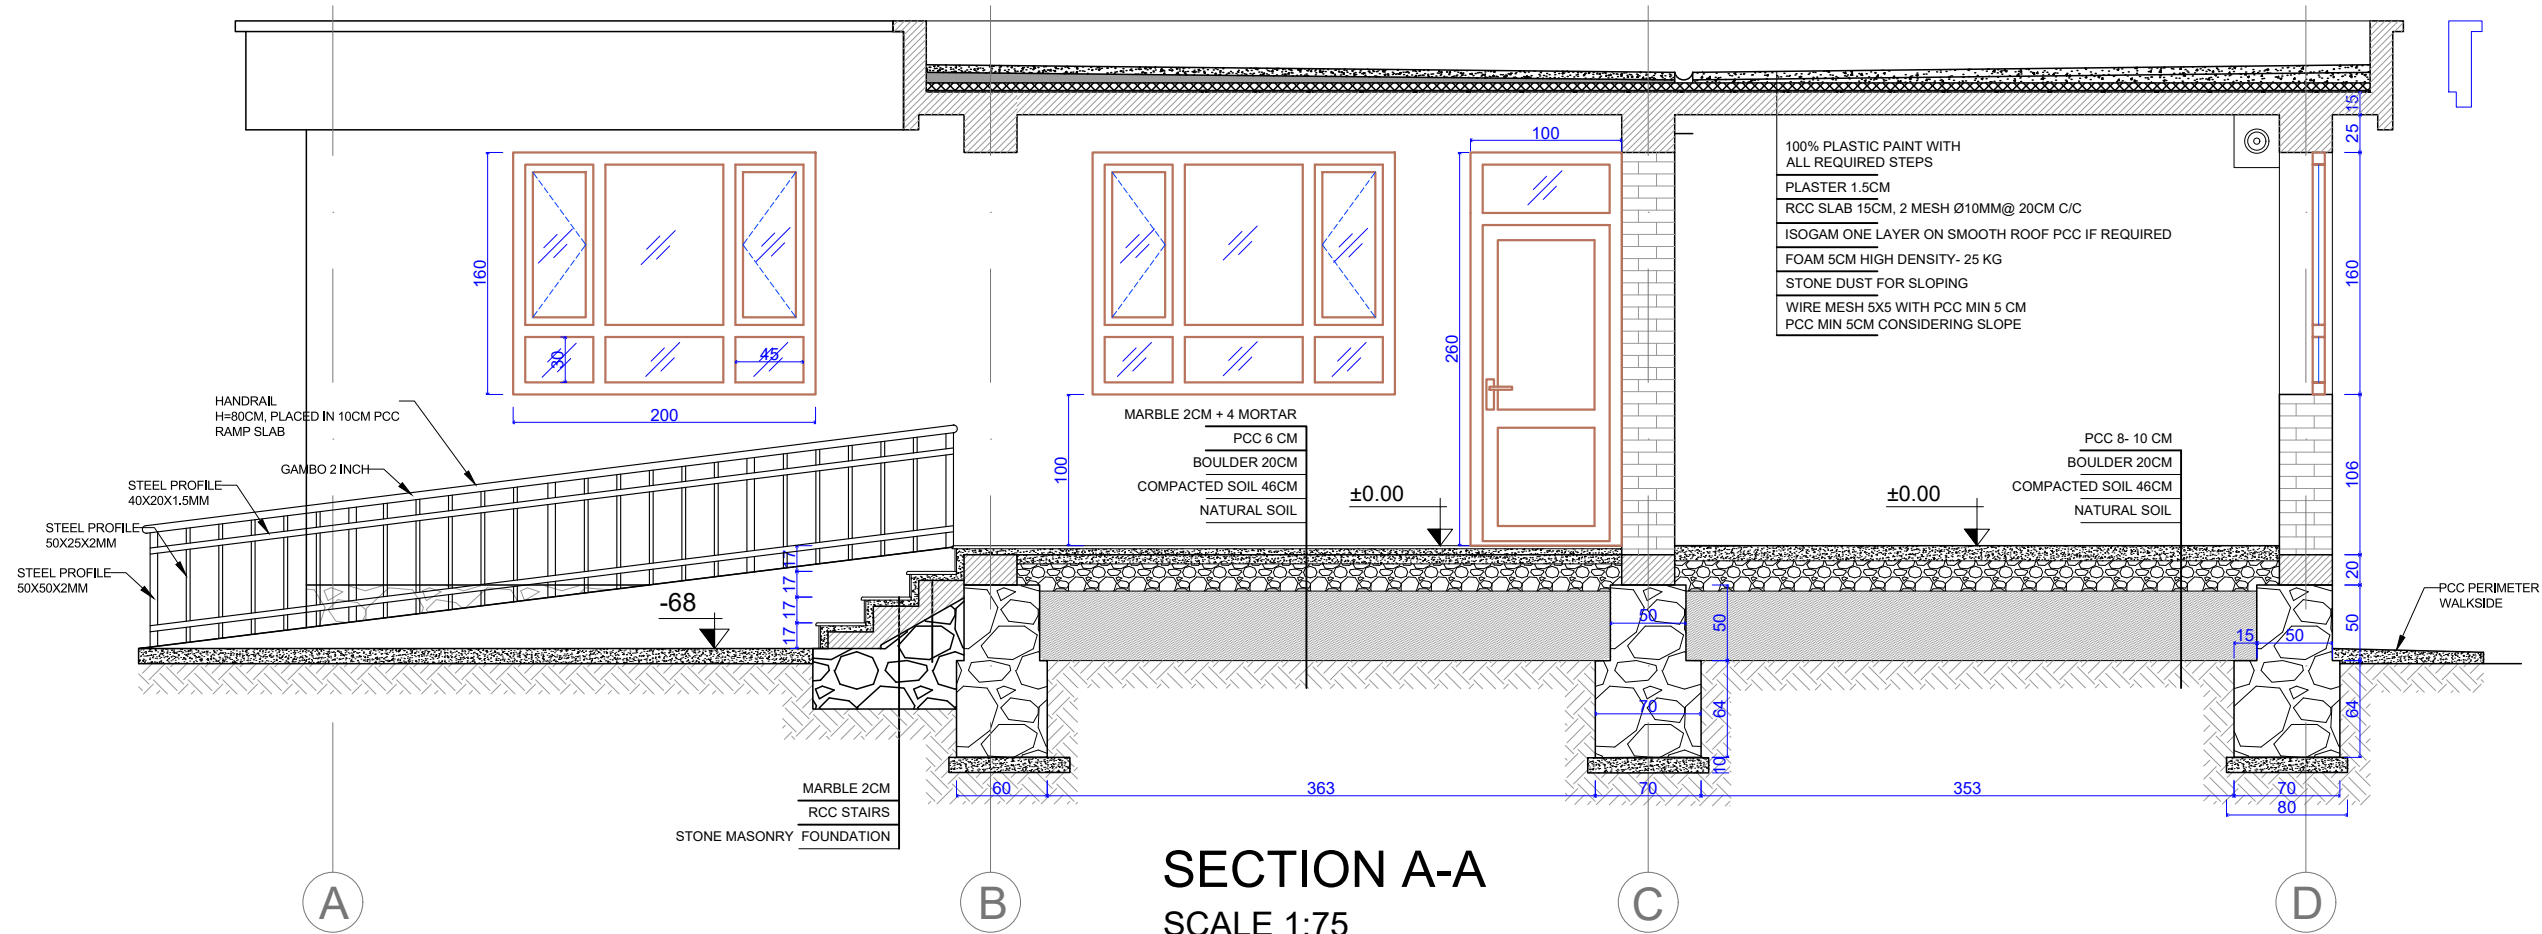 15
25
100
100% PLASTIC PAINT WITH
ALL REQUIRED STEPS
PLASTER 1.5CM
RCC SLAB 15CM, 2 MESH Ø10MM@ 20CM C/C
ISOGAM ONE LAYER ON SMOOTH ROOF PCC IF REQUIRED
FOAM 5CM HIGH DENSITY- 25 KG
STONE DUST FOR SLOPING
WIRE MESH 5X5 WITH PCC MIN 5 CM
PCC MIN 5CM CONSIDERING SLOPE
160
160
260
30
45
200
HANDRAIL
H=80CM, PLACED IN 10CM PCC
RAMP SLAB
GAMBO 2 INCH
STEEL PROFILE
40X20X1.5MM
STEEL PROFILE
50X25X2MM
STEEL PROFILE
50X50X2MM
100
MARBLE 2CM + 4 MORTAR
PCC 6 CM
BOULDER 20CM
COMPACTED SOIL 46CM
NATURAL SOIL
±0.00
±0.00
PCC 8- 10 CM
BOULDER 20CM
COMPACTED SOIL 46CM
NATURAL SOIL
106
20
17
17
17
17
-68
50
50
15
50
50
PCC PERIMETER
WALKSIDE
70
64
64
10
60
363
70
353
70
80
MARBLE 2CM
RCC STAIRS
STONE MASONRY FOUNDATION
SECTION A-A
SCALE 1:75
A
B
C
D